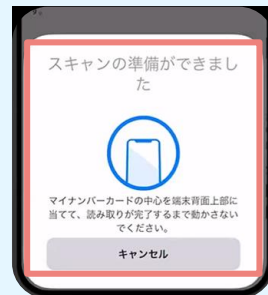 スキャンの準備ができまし
た
マイナンバーカードの中心を端末背面上部に
当てて、読み取りが完了するまで動かさない
でください。
キャンセル